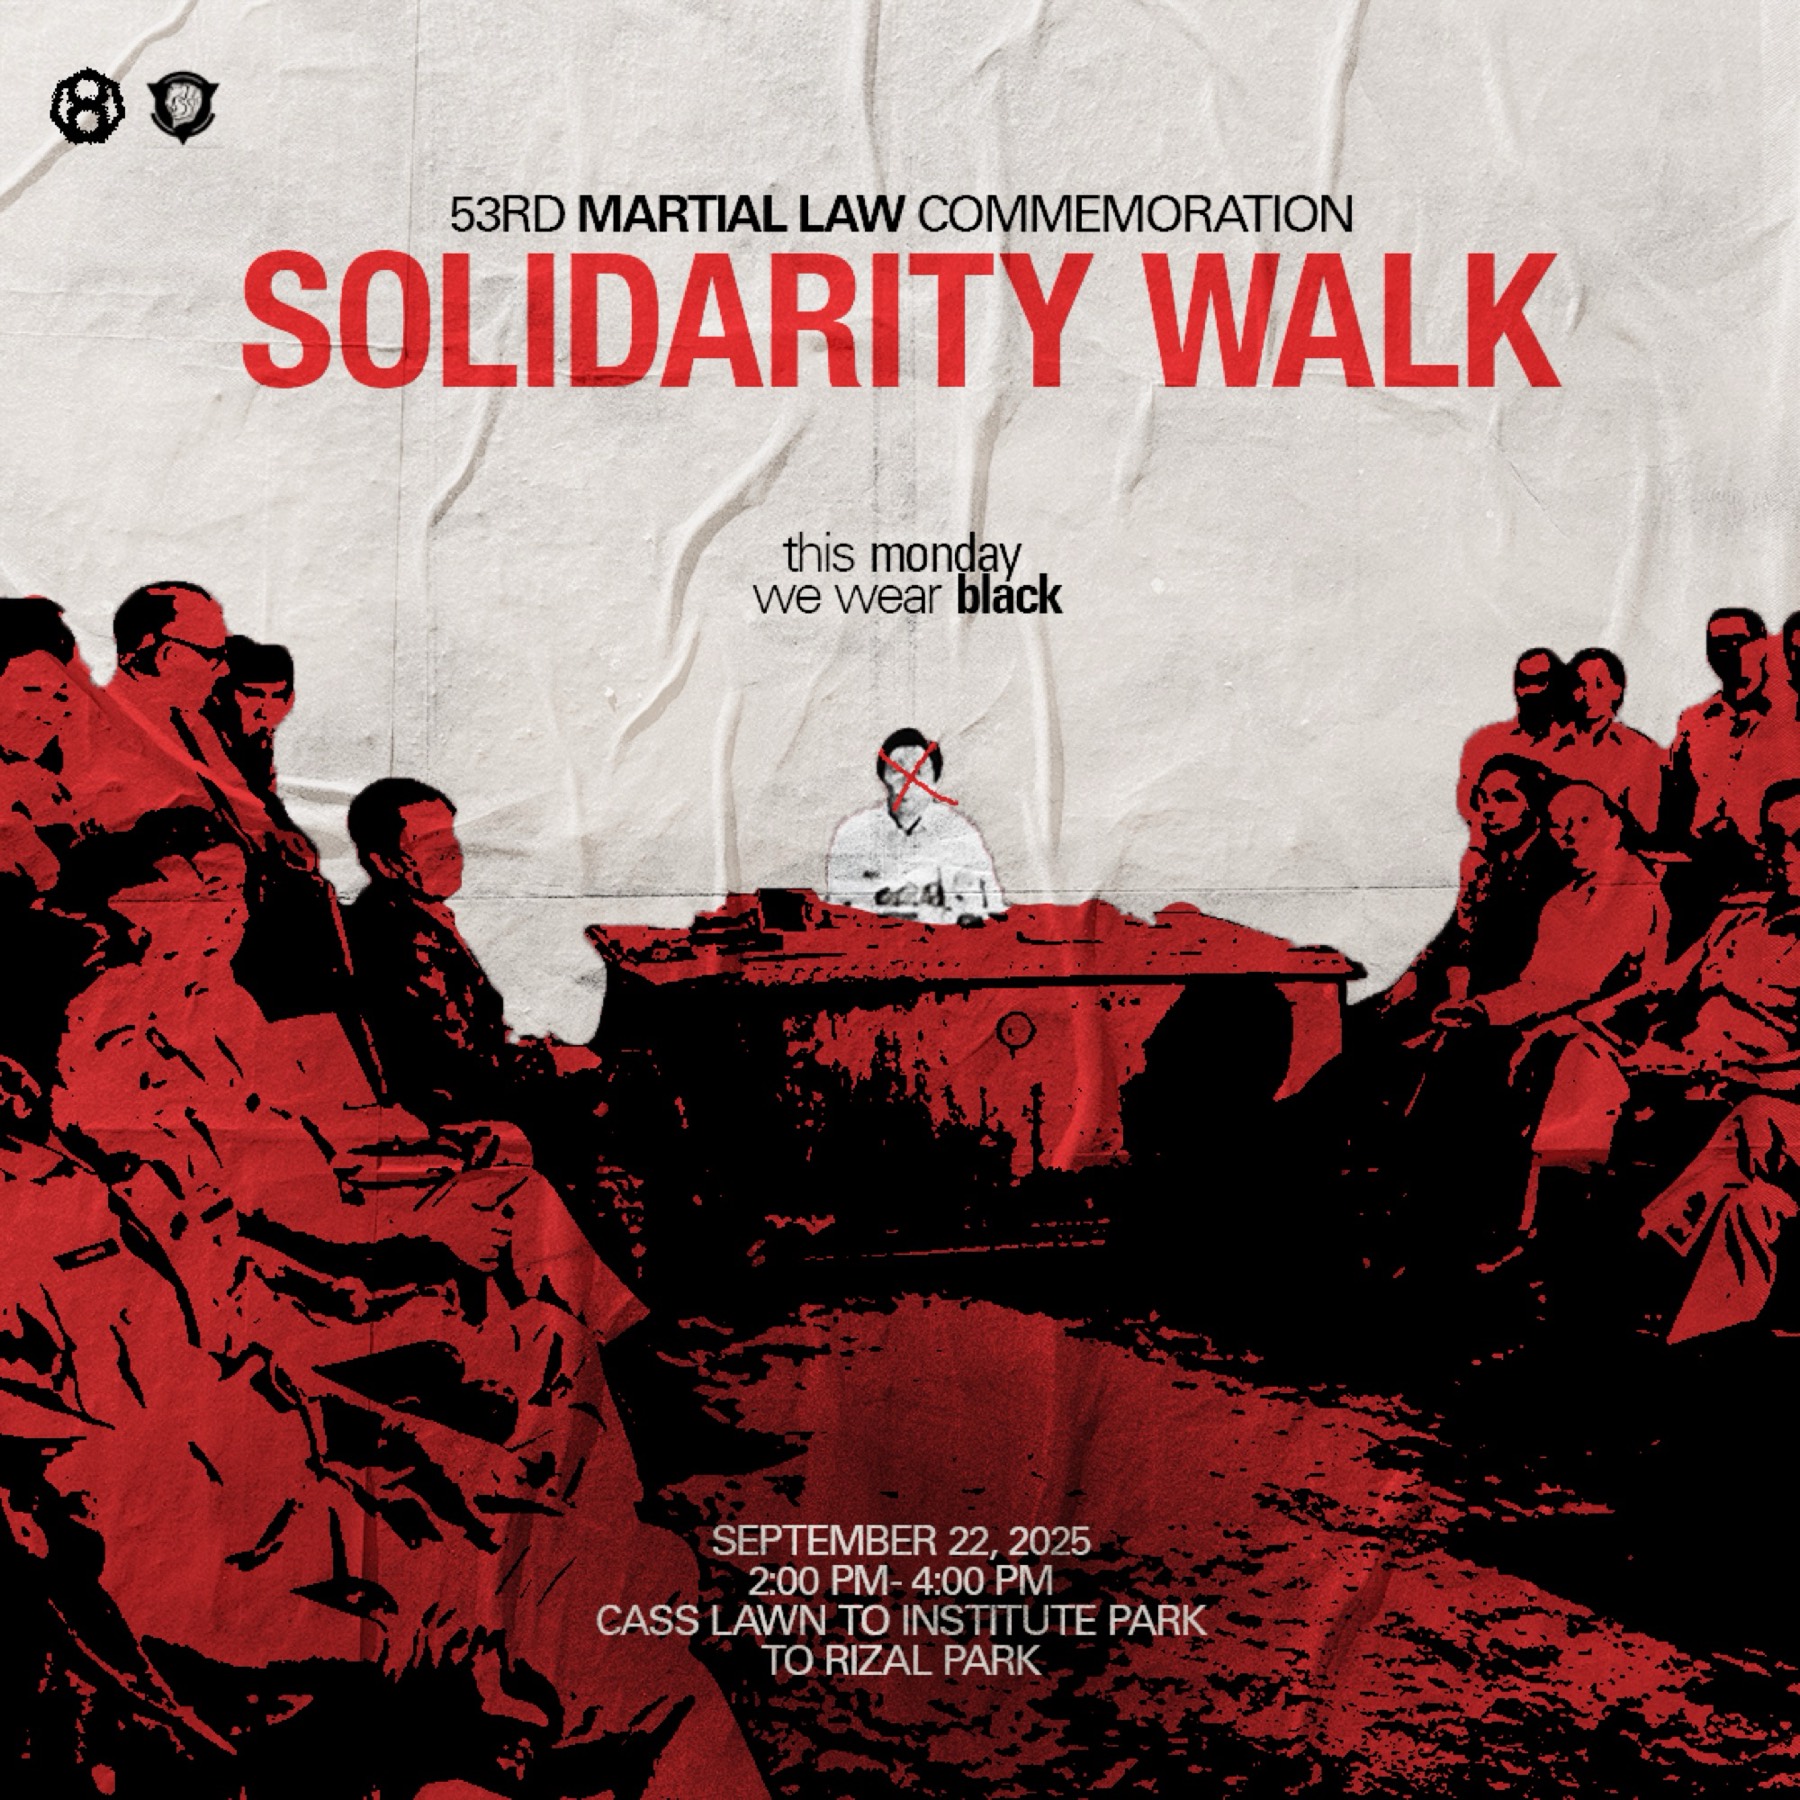 53RD MARTIAL LAW COMMEMORATION
SOLIDARITY WALK
this monday
we wear black
SEPTEMBER 22, 2025
2:00 PM- 4:00 PM
CASS LAWN TO INSTITUTE PARK
TO RIZAL PARK